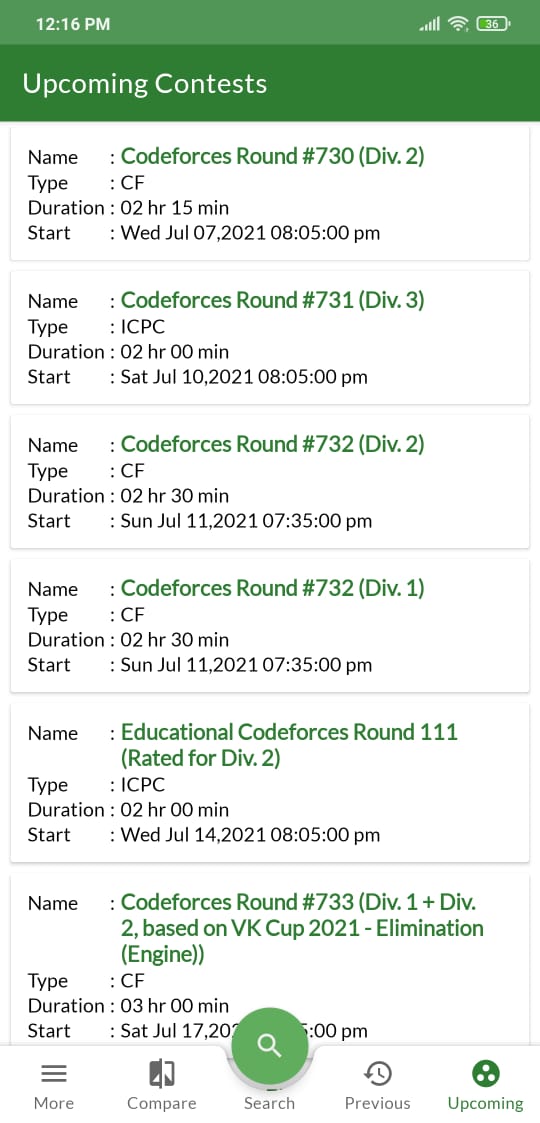 12:16 PM
36
Upcoming Contests
Name : Codeforces Round #730 (Div. 2)
Type : CF
Duration : 02 hr 15 min
Start : Wed Jul 07,2021 08:05:00 pm
Name : Codeforces Round #731 (Div. 3)
Type : ICPC
Duration : 02 hr 00 min
Start : Sat Jul 10,2021 08:05:00 pm
Name : Codeforces Round #732 (Div. 2)
Type : CF
Duration : 02 hr 30 min
Start : Sun Jul 11,2021 07:35:00 pm
Name : Codeforces Round #732 (Div. 1)
Type : CF
Duration : 02 hr 30 min
Start : Sun Jul 11,2021 07:35:00 pm
Name : Educational Codeforces Round 111
(Rated for Div. 2)
Type : ICPC
Duration : 02 hr 00 min
Start : Wed Jul 14,2021 08:05:00 pm
Name : Codeforces Round #733 (Div. 1 + Div.
2, based on VK Cup 2021 - Elimination
(Engine))
Type : CF
Duration : 03 hr 00 min
Start : Sat Jul 17,20 :00 pm
More
Compare
Search
Previous
Upcoming